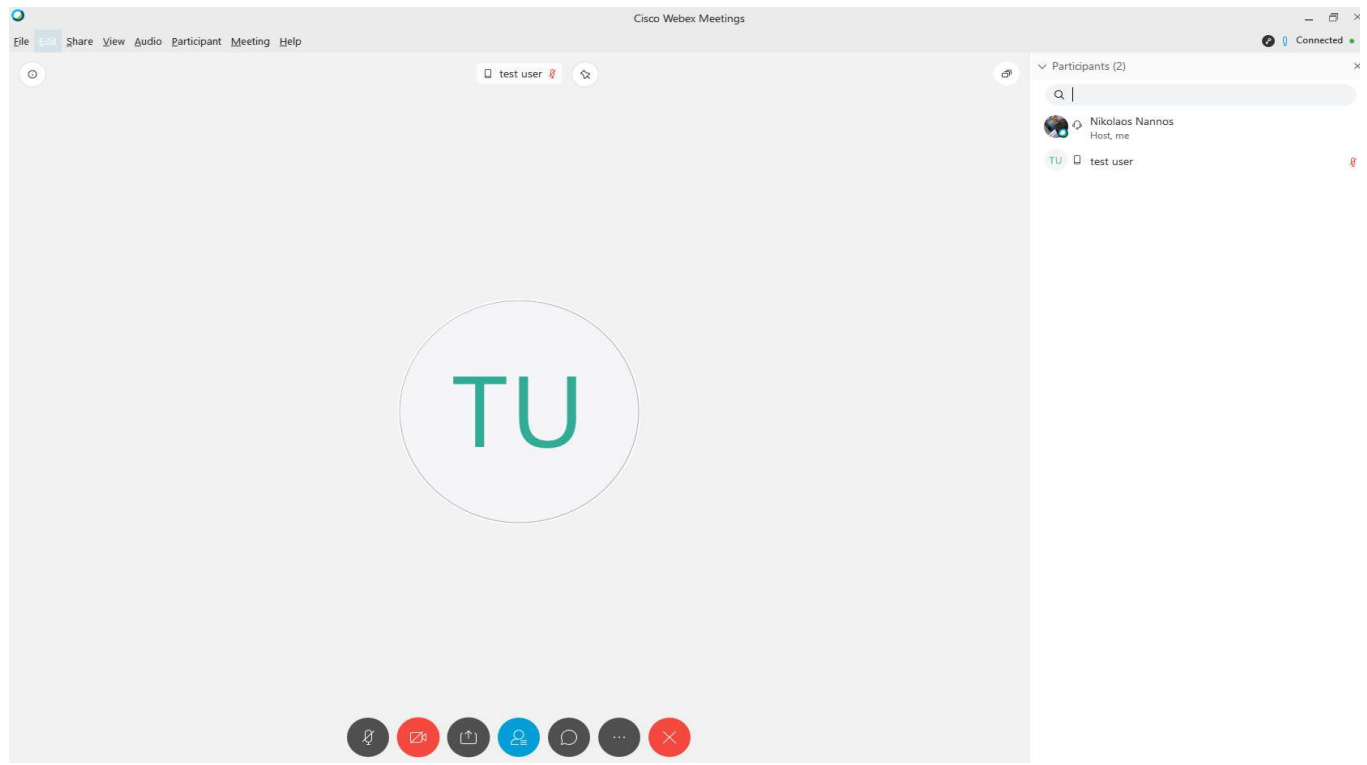 Cisco Webex Meetings
File Edit Share View Audio Participant Meeting Help
Connected
test user
Participants (2)
Nikolaos Nannos
Host, me
TU test user
TU